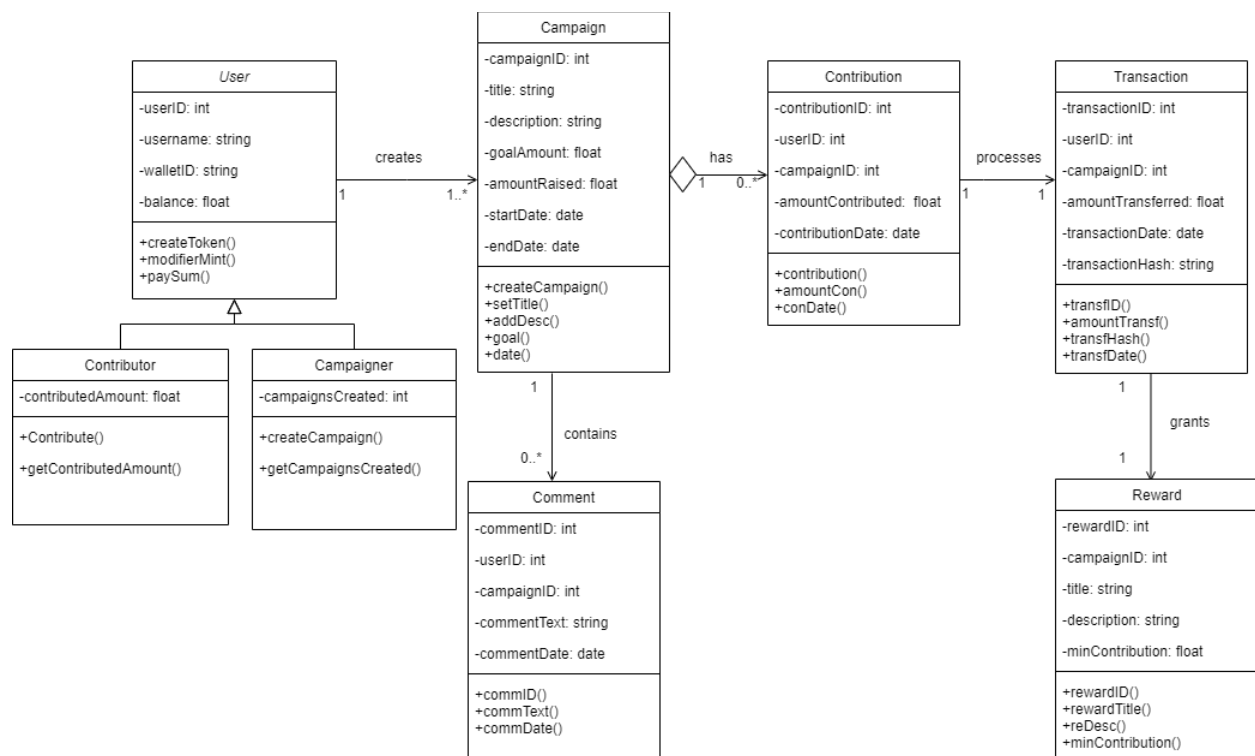 User
-userID: int
-username: string
-walletID: string
-balance: float
+createToken()
+modifierMint()
+paySum()
creates
1
1..*
Campaign
-campaignID: int
-title: string
-description: string
-goalAmount: float
-amountRaised: float
-startDate: date
-endDate: date
+createCampaign()
+setTitle()
+addDesc()
+goal()
+date()
has
1
0..*
Contribution
-contributionID: int
-userID: int
-campaignID: int
-amountContributed: float
-contributionDate: date
+contribution()
+amountCon()
+conDate()
processes
1
1
Transaction
-transactionID: int
-userID: int
-campaignID: int
-amountTransferred: float
-transactionDate: date
-transactionHash: string
+transfID()
+amountTransf()
+transfHash()
+transfDate()
Contributor
-contributedAmount: float
+Contribute()
+getContributedAmount()
Campaigner
-campaignsCreated: int
+createCampaign()
+getCampaignsCreated()
1
contains
0..*
Comment
-commentID: int
-userID: int
-campaignID: int
-commentText: string
-commentDate: date
+commID()
+commText()
+commDate()
1
grants
1
Reward
-rewardID: int
-campaignID: int
-title: string
-description: string
-minContribution: float
+rewardID()
+rewardTitle()
+reDesc()
+minContribution()